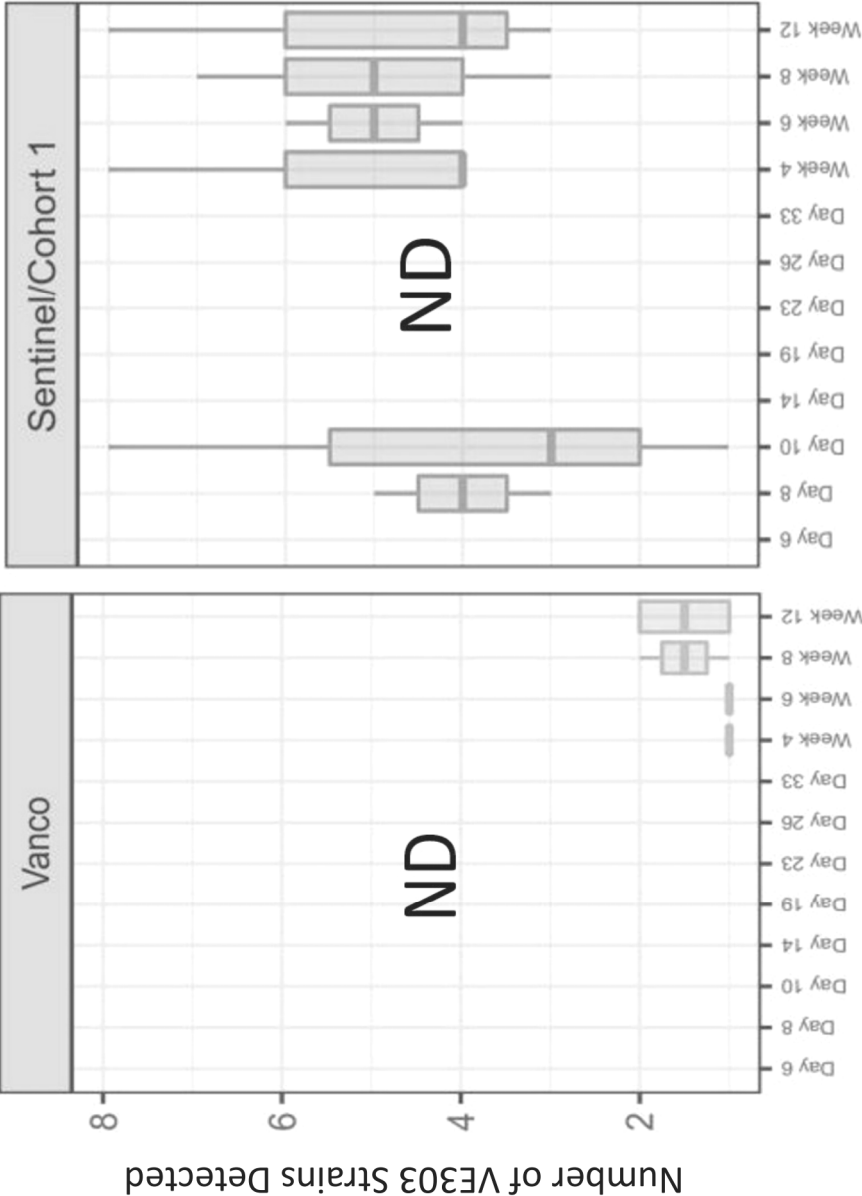 Sentinel/Cohort 1
Week 12
Week 8
Week 6
Week 4
Day 33
Day 26
Day 23
Day 19
Day 14
Day 10
Day 8
Day 6
ND
Vanco
Week 12
Week 8
Week 6
Week 4
Day 33
Day 26
Day 23
Day 19
Day 14
Day 10
Day 8
Day 6
ND
8
6
4
2
Number of VE303 Strains Detected